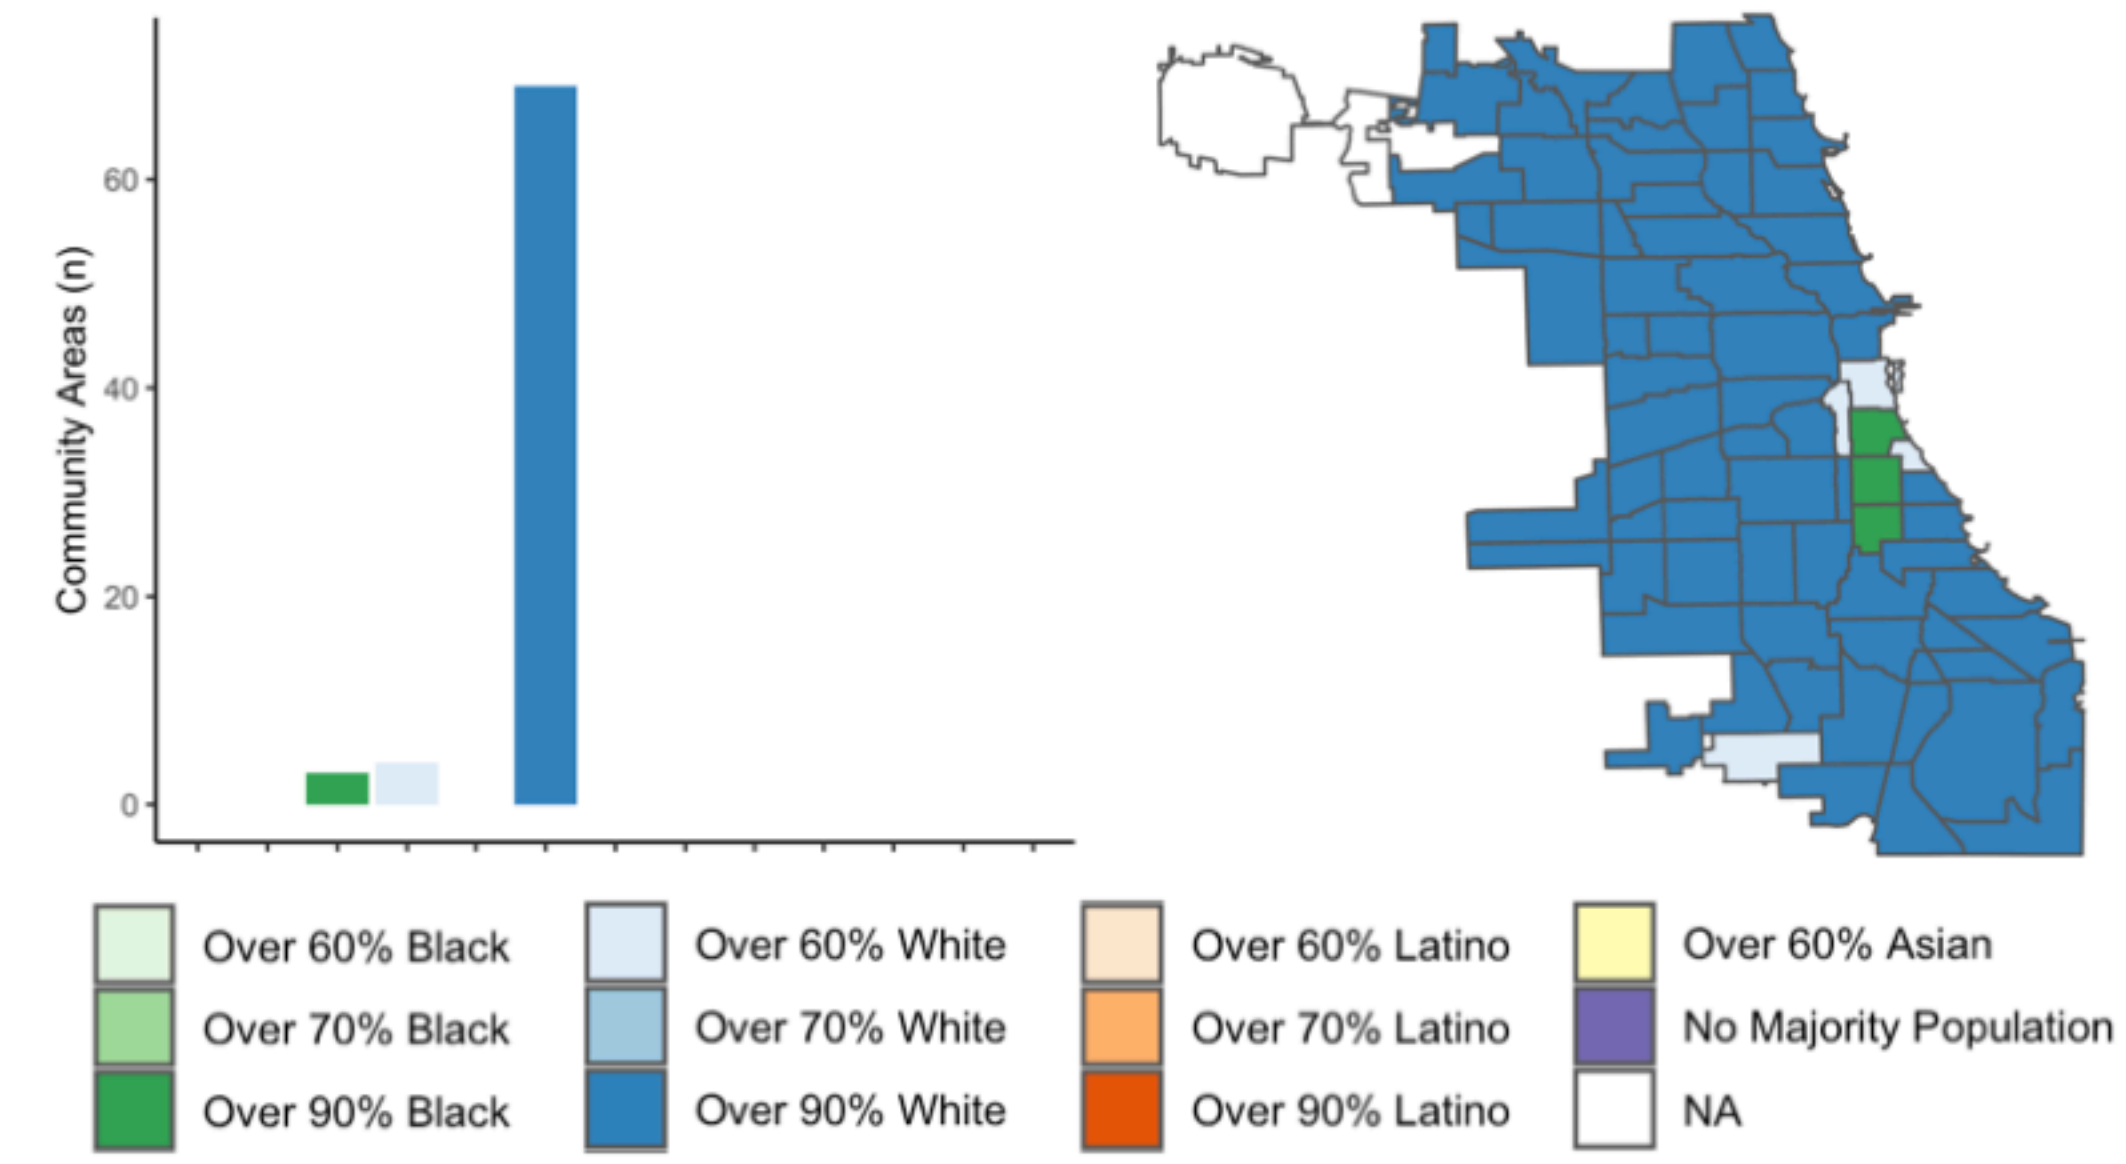 Community Areas (n)
60
40
20
0
Over 60% Black
Over 70% Black
Over 90% Black
Over 60% White
Over 70% White
Over 90% White
Over 60% Latino
Over 70% Latino
Over 90% Latino
Over 60% Asian
No Majority Population
NA